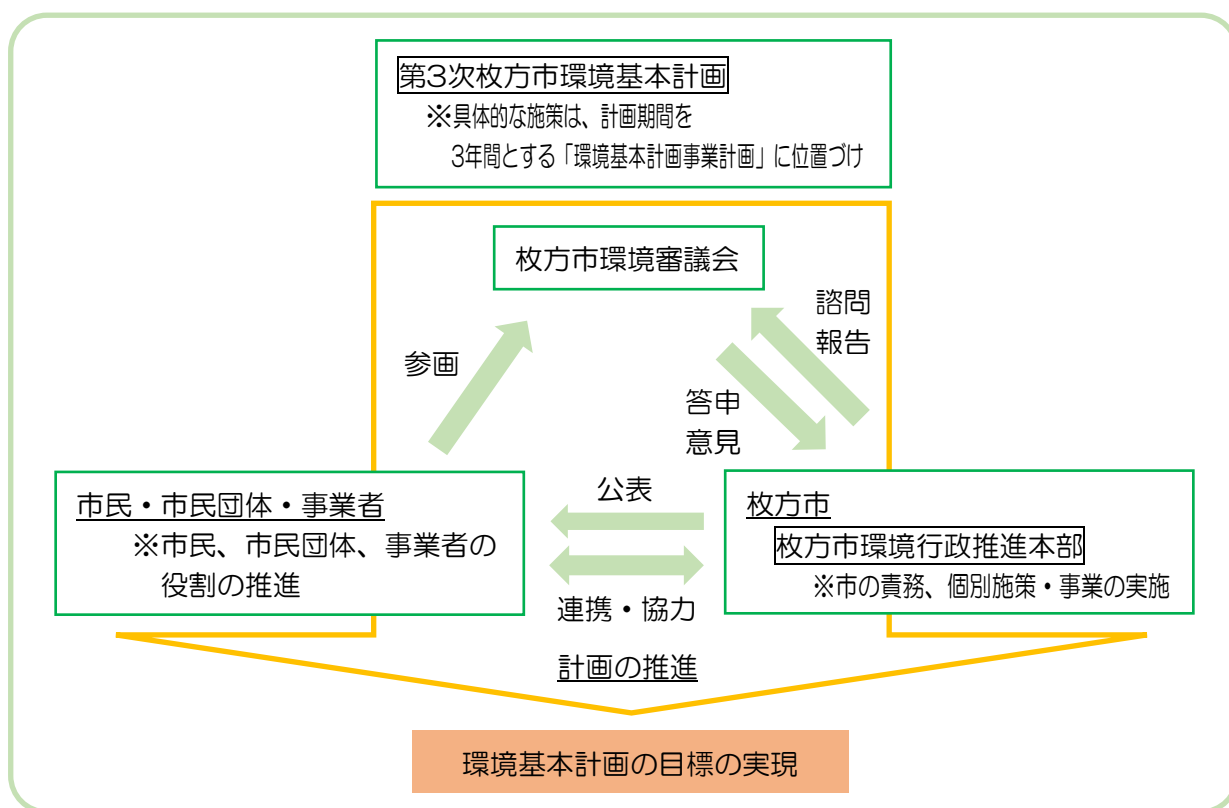 第3次枚方市環境基本計画
※具体的な施策は、計画期間を
3年間とする「環境基本計画事業計画」に位置づけ
枚方市環境審議会
諮問
報告
参画
答申
意見
公表
市民・市民団体・事業者
※市民、市民団体、事業者の
役割の推進
枚方市
枚方市環境行政推進本部
※市の責務、個別施策・事業の実施
連携・協力
計画の推進
環境基本計画の目標の実現